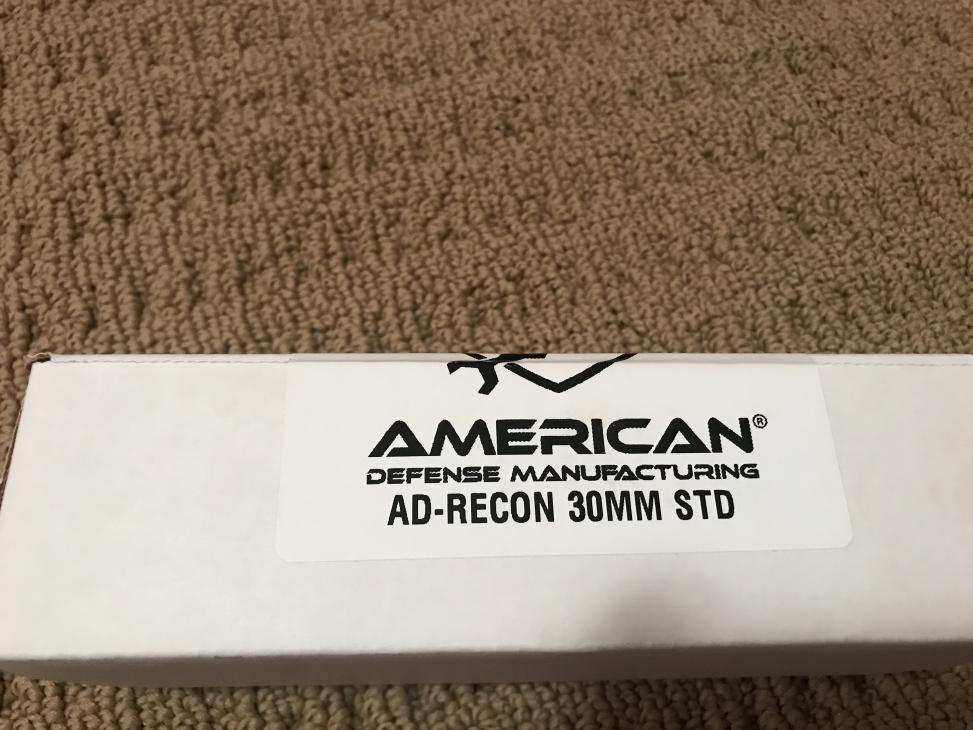 AMERICAN®
DEFENSE MANUFACTURING
AD-RECON 30MM STD